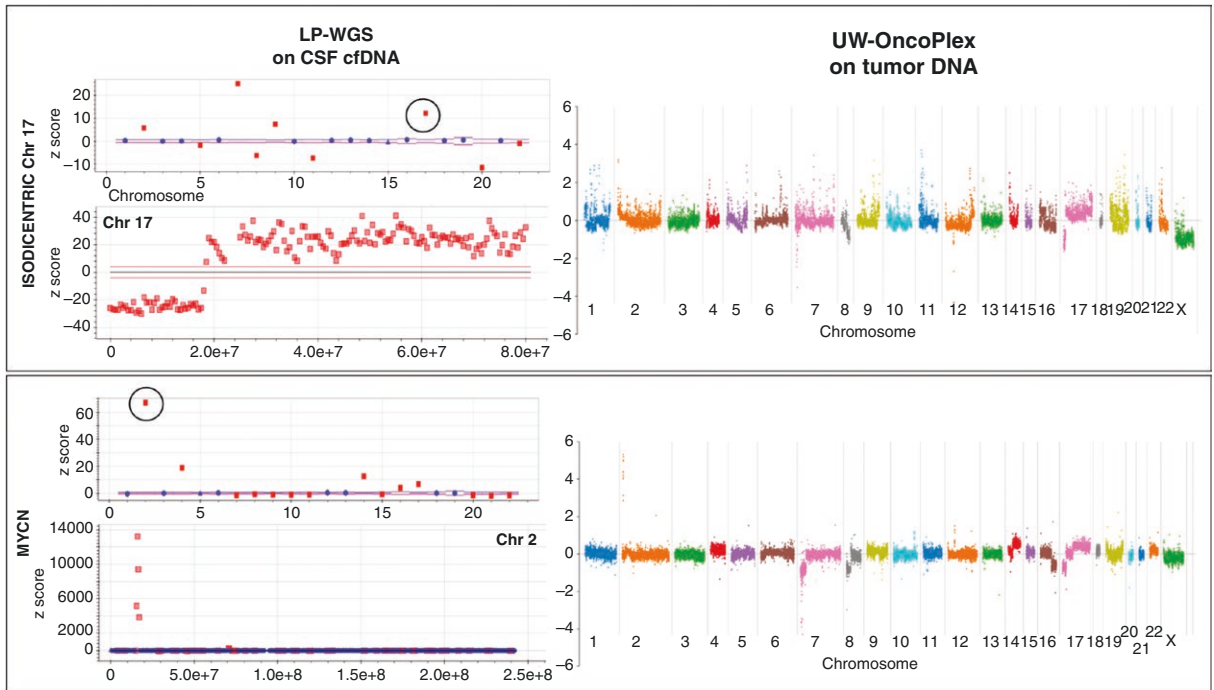 LP-WGS
on CSF cfDNA
UW-OncoPlex
on tumor DNA
ISODICENTRIC Chr 17
z score
20
10
0
−10
0 5 10 15 20
Chromosome
Chr 17
z score
40
20
0
−20
−40
0 2.0e+7 4.0e+7 6.0e+7 8.0e+7
6
4
2
0
−2
−4
−6
1 2 3 4 5 6 7 8 9 10 11 12 13 14 15 16 17 18 19 20 21 22 X
Chromosome
MYCN
z score
60
40
20
0
0 5 10 15 20
Chr 2
z score
14000
10000
6000
2000
0
0 5.0e+7 1.0e+8 1.5e+8 2.0e+8 2.5e+8
6
4
2
0
−2
−4
−6
1 2 3 4 5 6 7 8 9 10 11 12 13 14 15 16 17 18 19 20 21 22 X
Chromosome